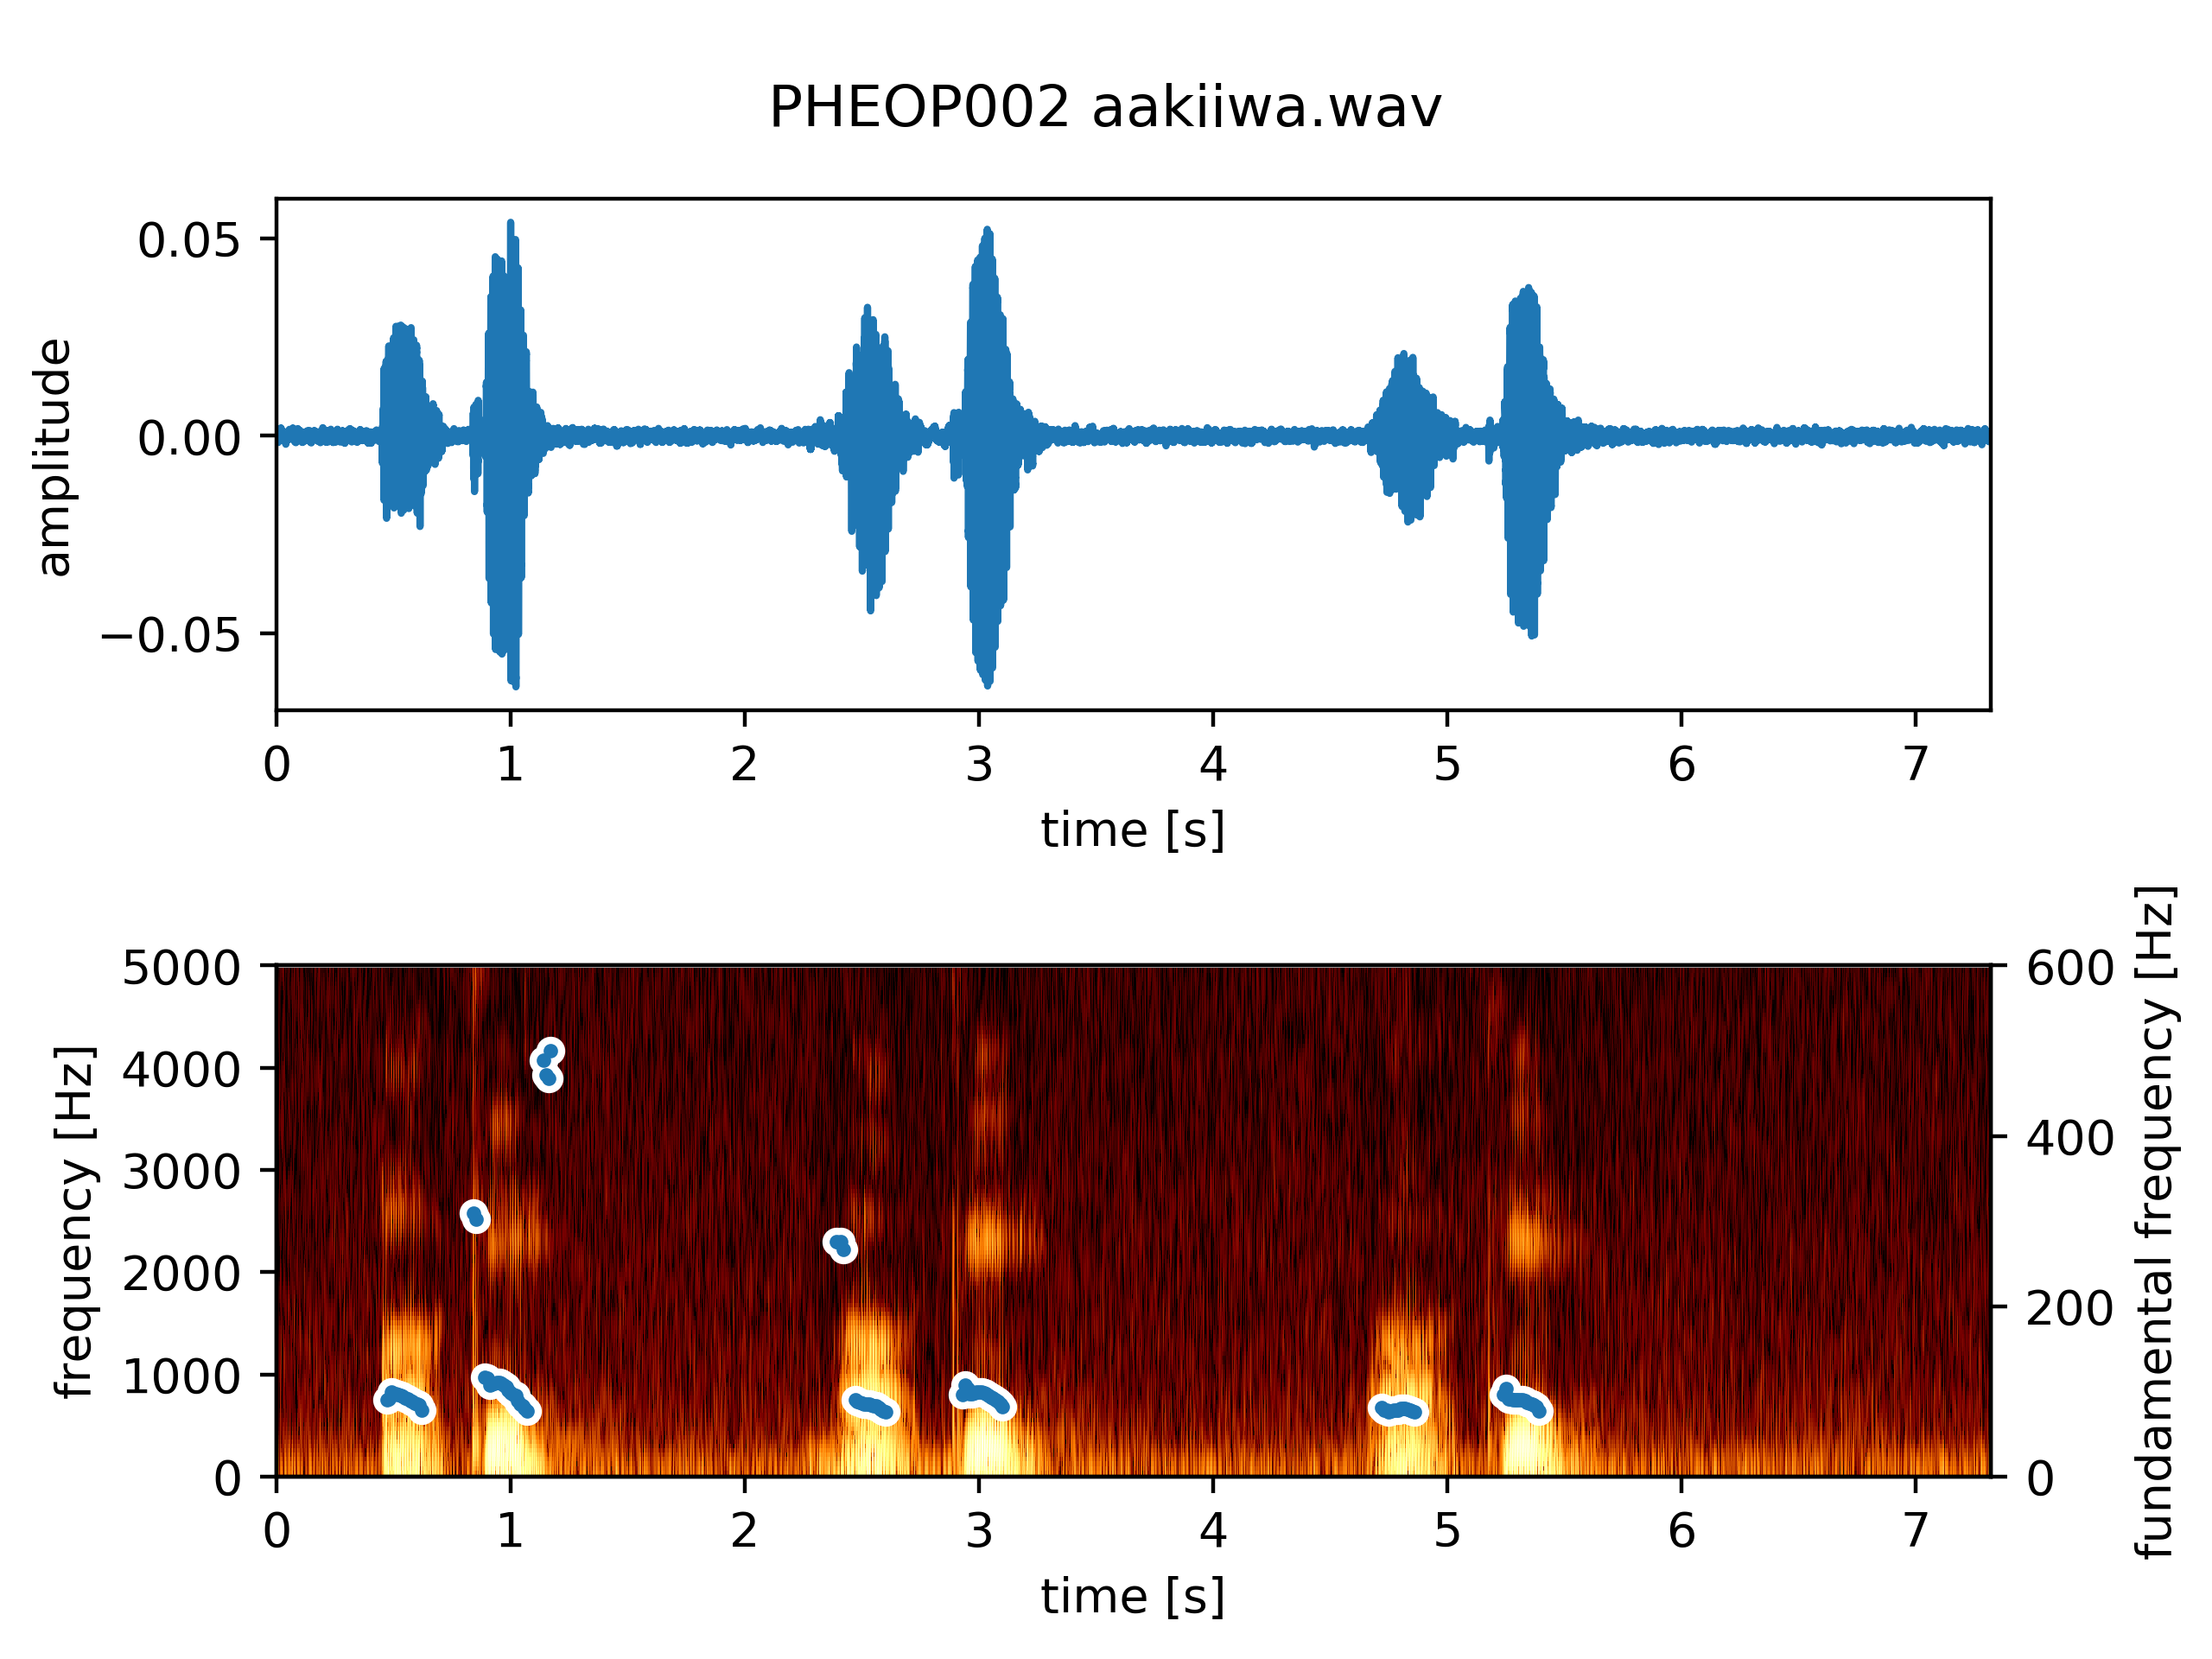 PHEOP002 aakiiwa.wav
0.05
0.00
−0.05
amplitude
0 1 2 3 4 5 6 7
time [s]
5000
4000
3000
2000
1000
0
frequency [Hz]
600
400
200
0
fundamental frequency [Hz]
0 1 2 3 4 5 6 7
time [s]